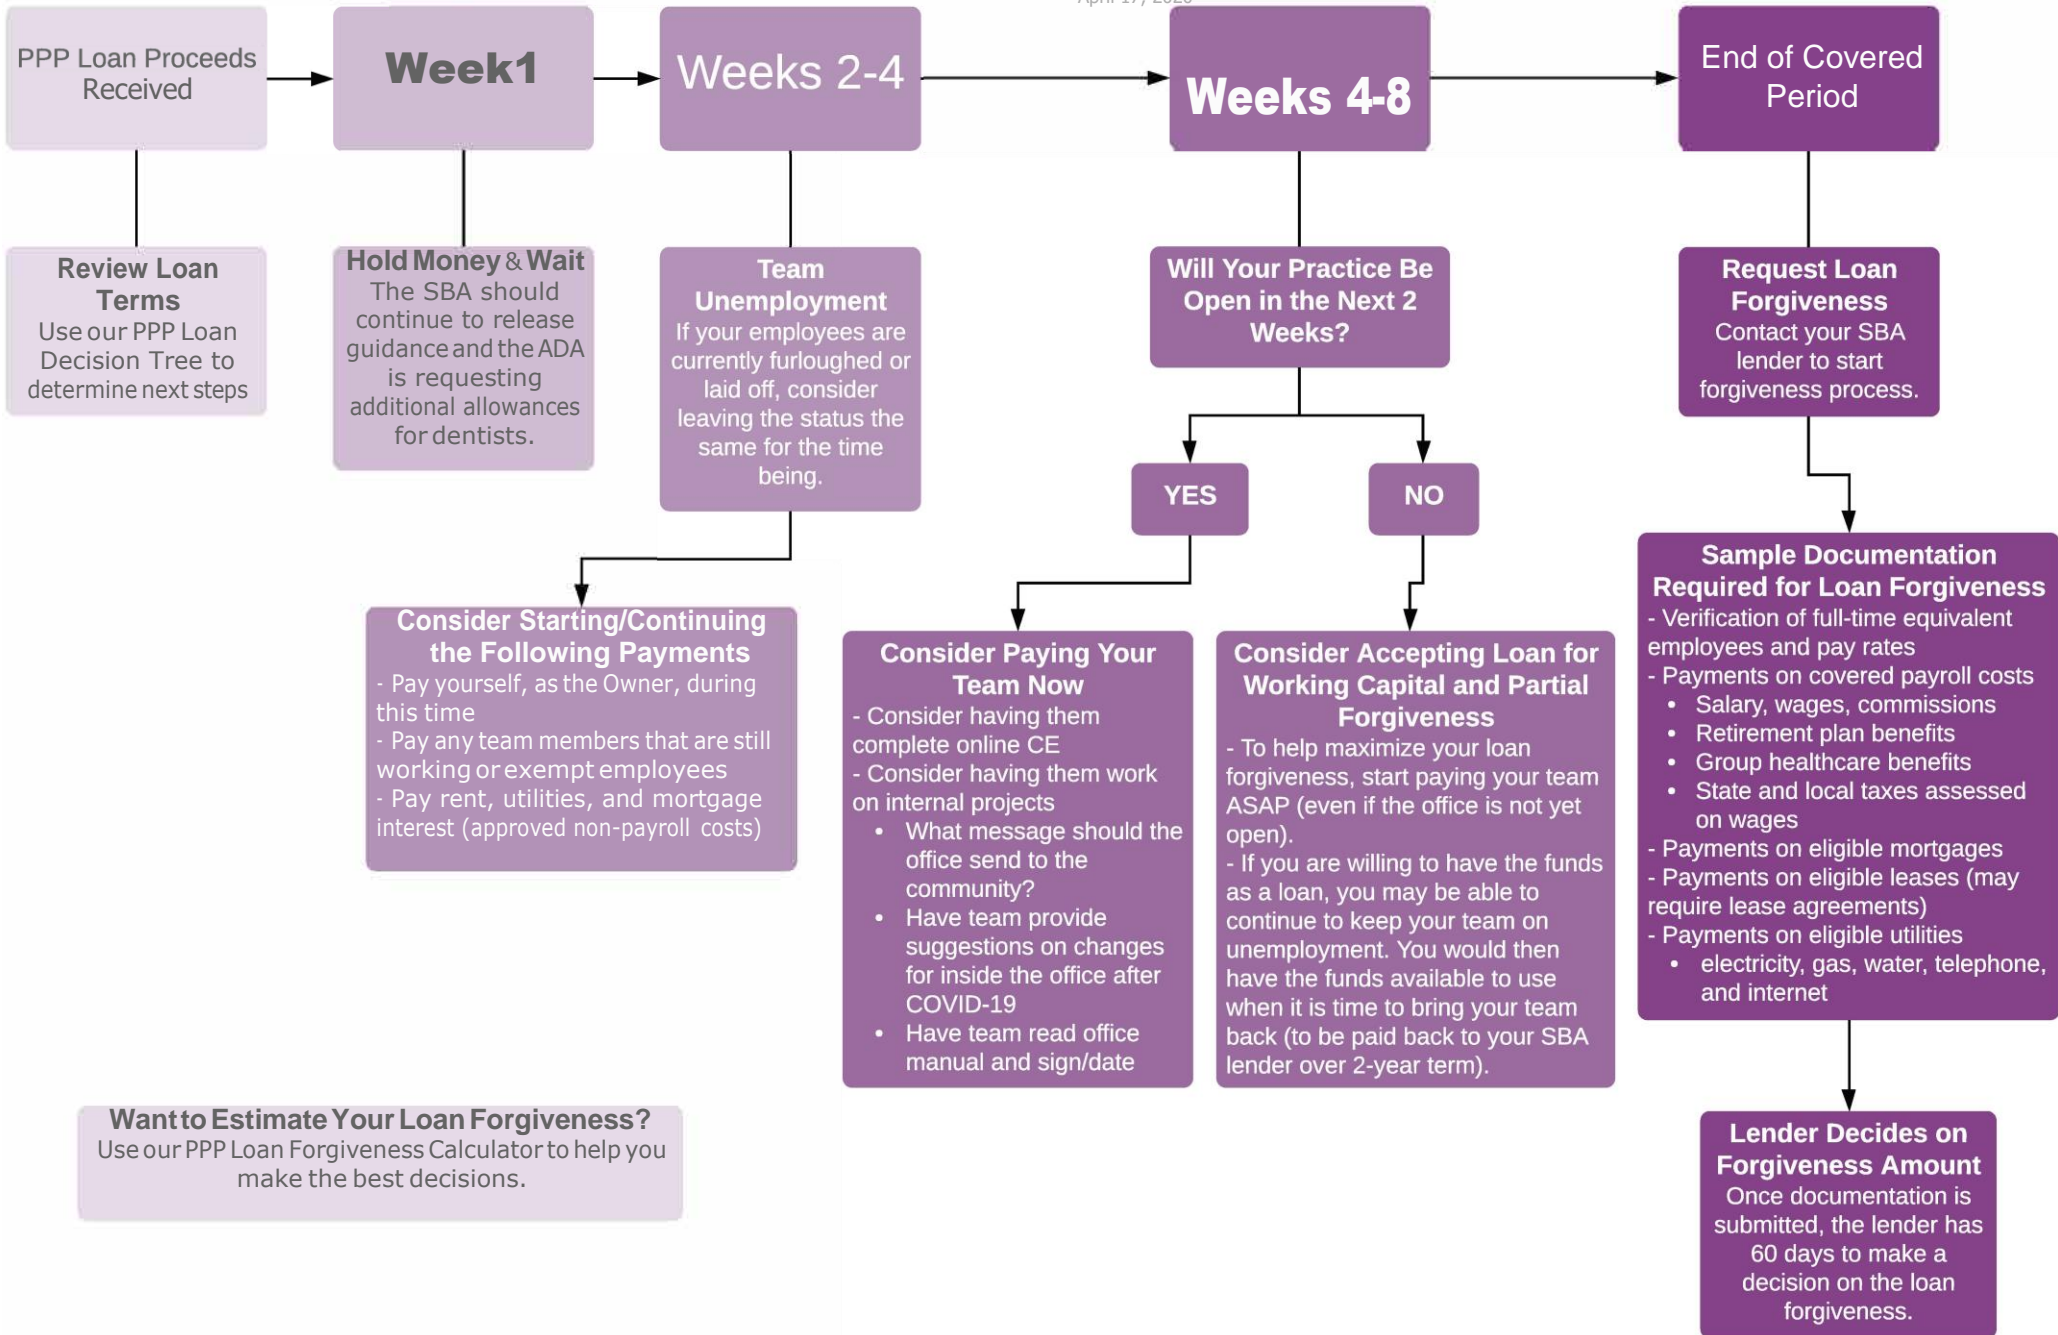 April 17, 2020
PPP Loan Proceeds
Received
Week1
Weeks 2-4
Weeks 4-8
End of Covered
Period
Review Loan
Terms
Use our PPP Loan
Decision Tree to
determine next steps
Hold Money & Wait
The SBA should
continue to release
guidance and the ADA
is requesting
additional allowances
for dentists.
Team
Unemployment
If your employees are
currently furloughed or
laid off, consider
leaving the status the
same for the time
being.
Consider Starting/Continuing
the Following Payments
- Pay yourself, as the Owner, during
this time
- Pay any team members that are still
working or exempt employees
- Pay rent, utilities, and mortgage
interest (approved non-payroll costs)
Will Your Practice Be
Open in the Next 2
Weeks?
YES
NO
Consider Paying Your
Team Now
- Consider having them
complete online CE
- Consider having them work
on internal projects
• What message should the
office send to the
community?
• Have team provide
suggestions on changes
for inside the office after
COVID-19
• Have team read office
manual and sign/date
Consider Accepting Loan for
Working Capital and Partial
Forgiveness
- To help maximize your loan
forgiveness, start paying your team
ASAP (even if the office is not yet
open).
- If you are willing to have the funds
as a loan, you may be able to
continue to keep your team on
unemployment. You would then
have the funds available to use
when it is time to bring your team
back (to be paid back to your SBA
lender over 2-year term).
Request Loan
Forgiveness
Contact your SBA
lender to start
forgiveness process.
Sample Documentation
Required for Loan Forgiveness
- Verification of full-time equivalent
employees and pay rates
- Payments on covered payroll costs
• Salary, wages, commissions
• Retirement plan benefits
• Group healthcare benefits
• State and local taxes assessed
on wages
- Payments on eligible mortgages
- Payments on eligible leases (may
require lease agreements)
- Payments on eligible utilities
• electricity, gas, water, telephone,
and internet
Lender Decides on
Forgiveness Amount
Once documentation is
submitted, the lender has
60 days to make a
decision on the loan
forgiveness.
Want to Estimate Your Loan Forgiveness?
Use our PPP Loan Forgiveness Calculator to help you
make the best decisions.